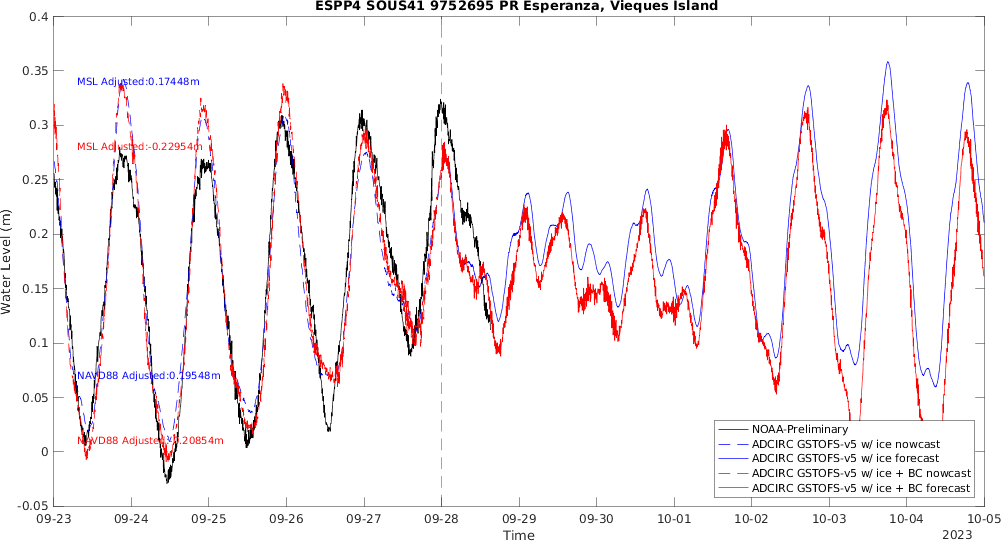 ESPP4 SOUS41 9752695 PR Esperanza, Vieques Island
0.4
0.35
0.3
0.25
0.2
0.15
0.1
0.05
0
-0.05
Water Level (m)
MSL Adjusted:0.17448m
MSL Adjusted:-0.22954m
NAVD88 Adjusted:0.19548m
NAVD88 Adjusted:-0.20854m
NOAA-Preliminary
ADCIRC GSTOFS-v5 w/ ice nowcast
ADCIRC GSTOFS-v5 w/ ice forecast
ADCIRC GSTOFS-v5 w/ ice + BC nowcast
ADCIRC GSTOFS-v5 w/ ice + BC forecast
09-23 09-24 09-25 09-26 09-27 09-28 09-29 09-30 10-01 10-02 10-03 10-04 10-05
Time
2023